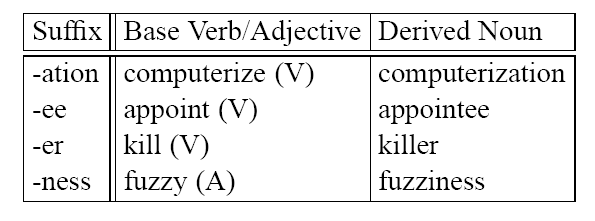 Suffix Base Verb/Adjective Derived Noun
-ation computerize (V) computerization
-ee appoint (V) appointee
-er kill (V) killer
-ness fuzzy (A) fuzziness